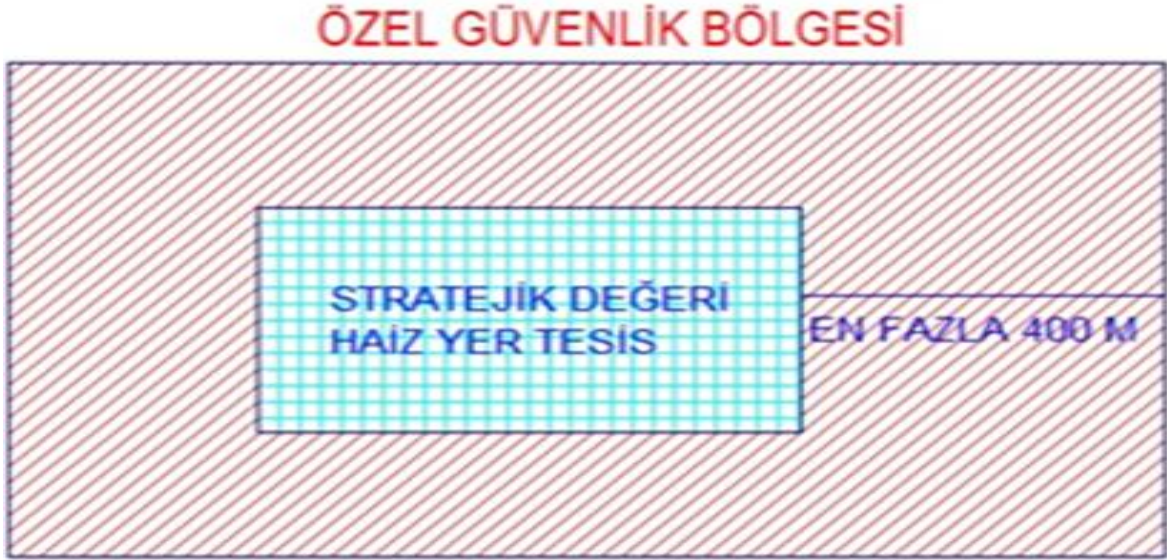 ÖZEL GÜVENLİK BÖLGESİ
STRATEJİK DEĞERİ
HAİZ YER TESİS
EN FAZLA 400 M